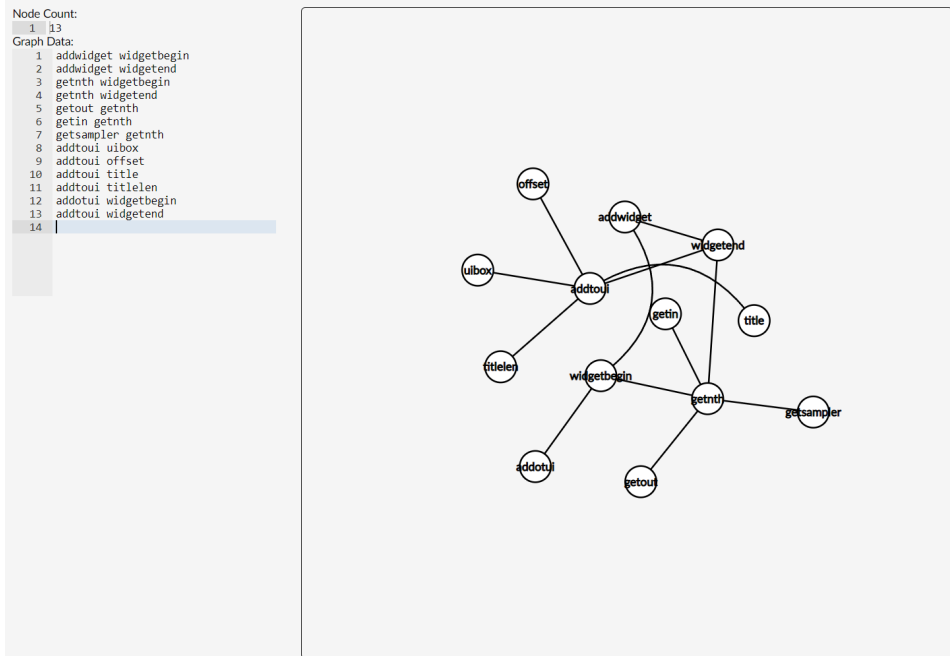 Node Count:
1 13
Graph Data:
1 addwidget widgetbegin
2 addwidget widgetend
3 getnth widgetbegin
4 getnth widgetend
5 getout getnth
6 getin getnth
7 getsampler getnth
8 addtoui uibox
9 addtoui offset
10 addtoui title
11 addtoui titlelen
12 addotui widgetbegin
13 addtoui widgetend
14
offset
addwidget
widgetend
uibox
addtoui
getin
title
titlelen
widgetbegin
getnth
getsampler
addotui
getout